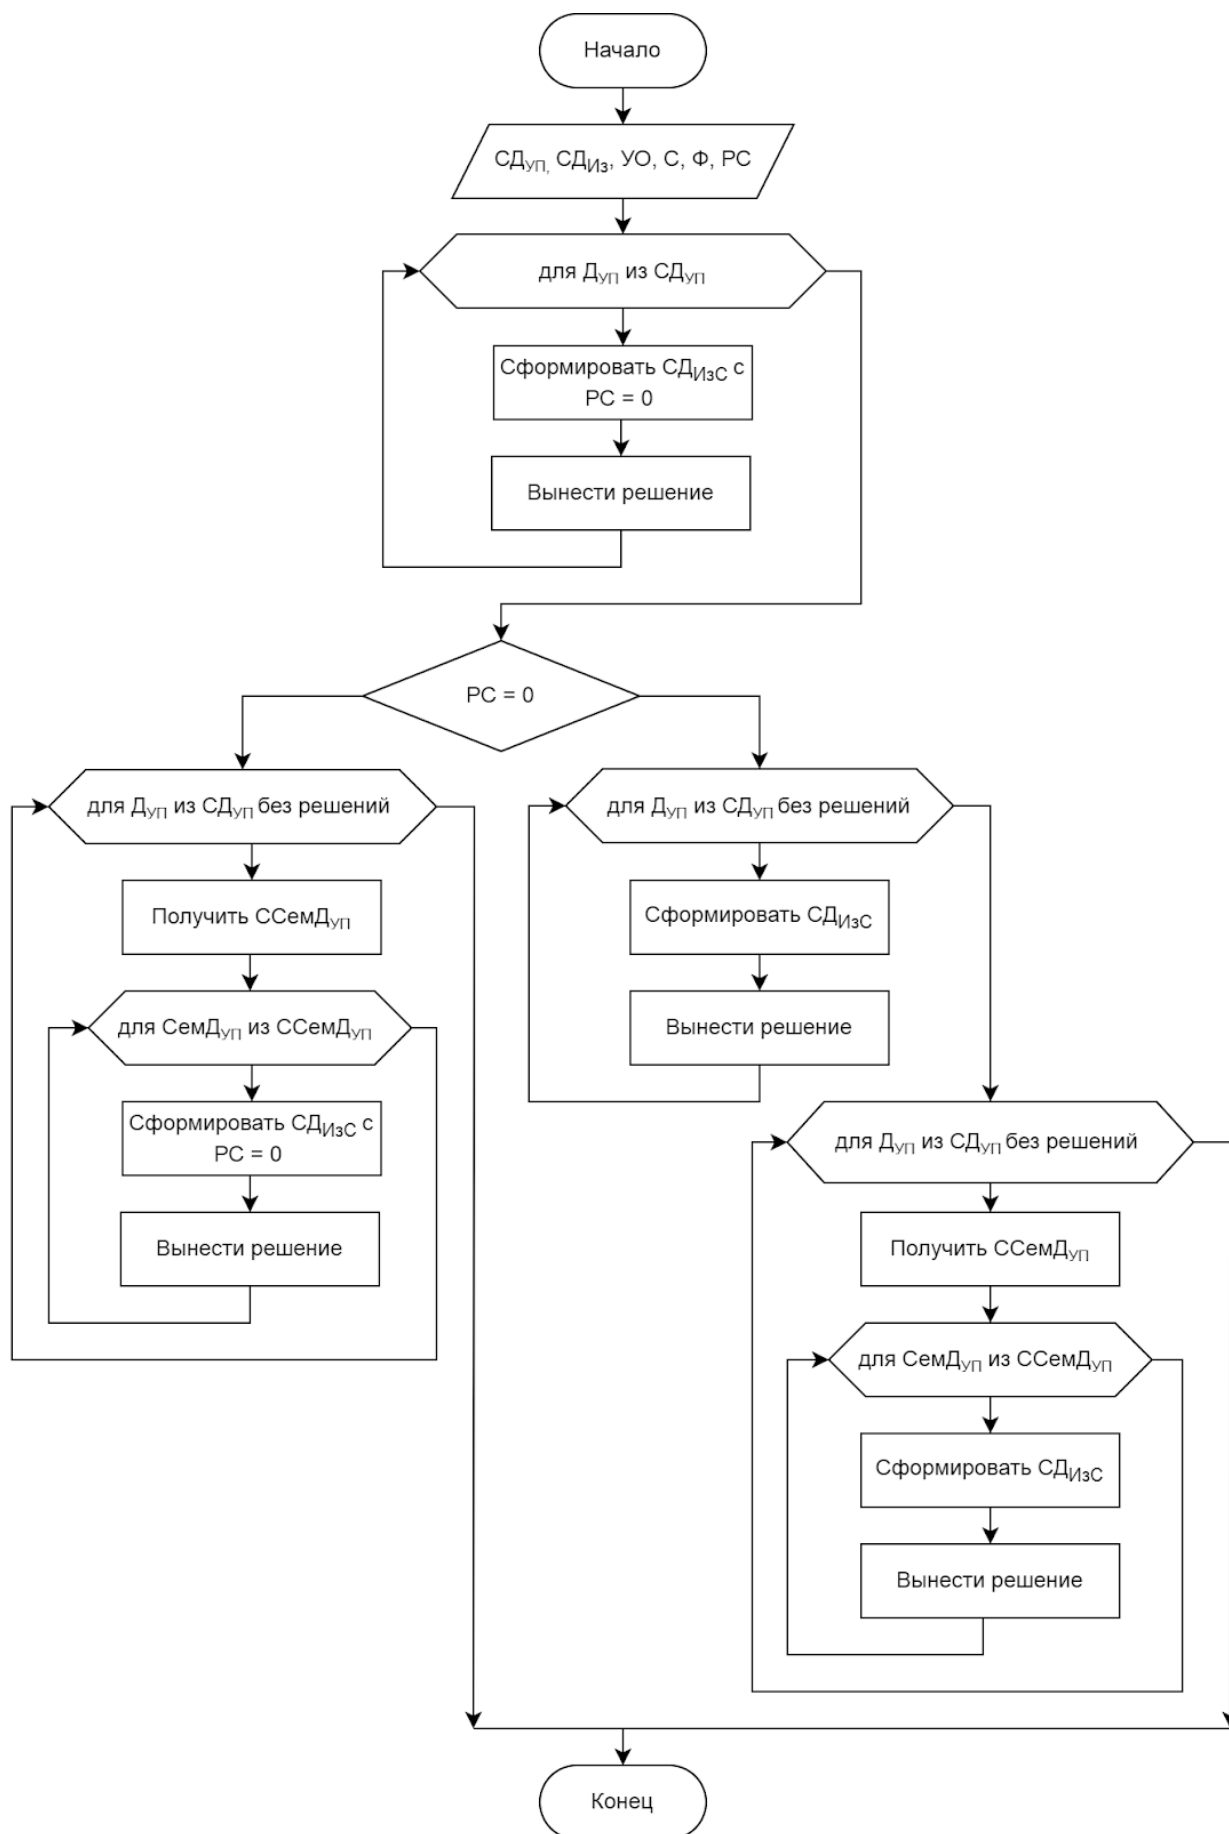 Начало
СДУП, СДИз, УО, С, Ф, РС
для ДУП из СДУП
Сформировать СДИзС с
РС = 0
Вынести решение
РС = 0
для ДУП из СДУП без решений
Получить ССемДУП
для СемДУП из ССемДУП
Сформировать СДИзС с
РС = 0
Вынести решение
для ДУП из СДУП без решений
Сформировать СДИзС
Вынести решение
для ДУП из СДУП без решений
Получить ССемДУП
для СемДУП из ССемДУП
Сформировать СДИзС
Вынести решение
Конец